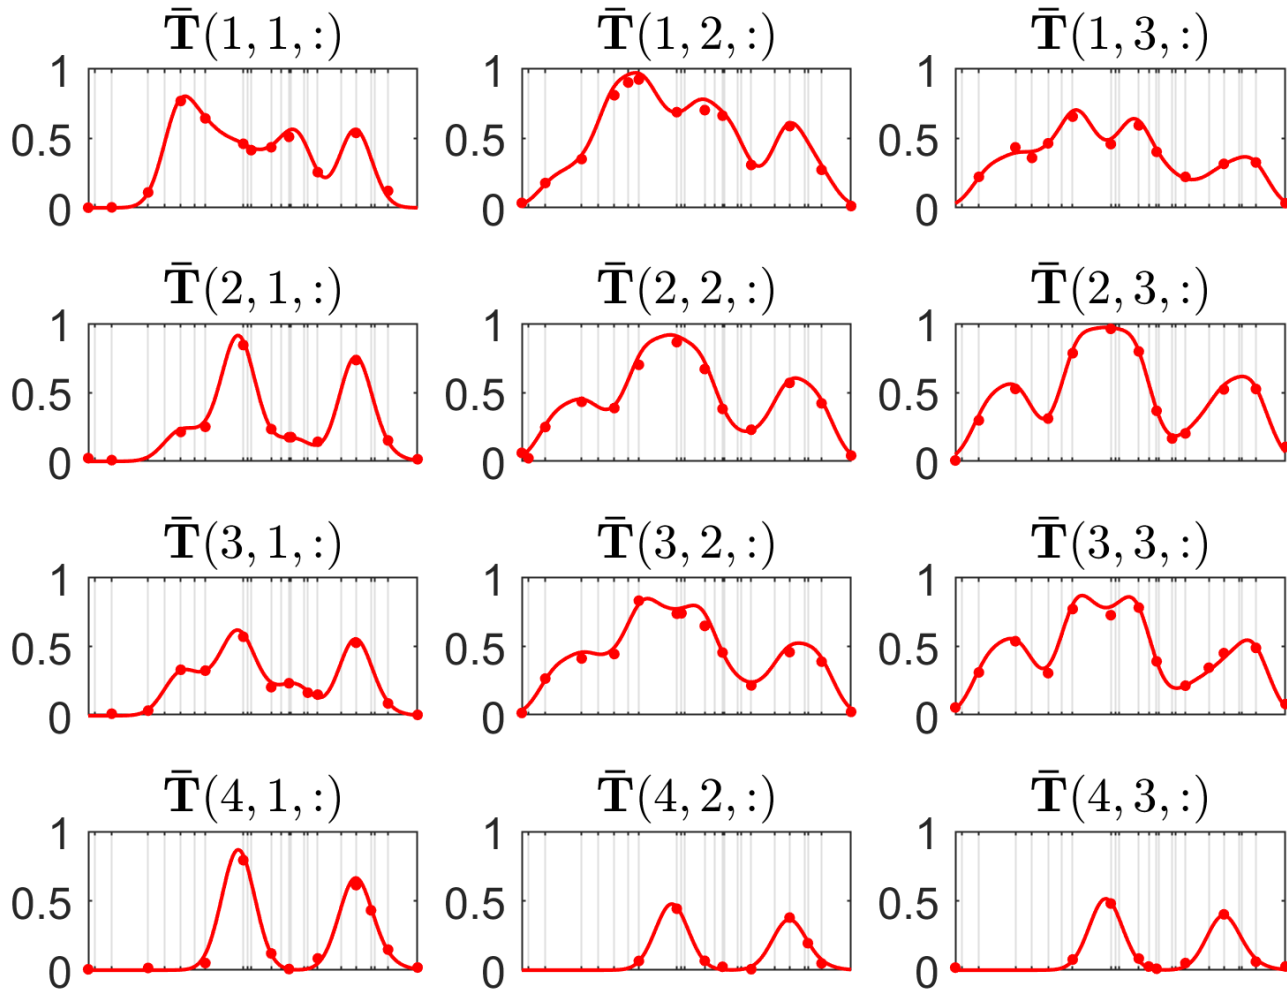 T̄(1, 1, :) T̄(1, 2, :) T̄(1, 3, :)
1 1 1
0.5 0.5 0.5
0 0 0
T̄(2, 1, :) T̄(2, 2, :) T̄(2, 3, :)
1 1 1
0.5 0.5 0.5
0 0 0
T̄(3, 1, :) T̄(3, 2, :) T̄(3, 3, :)
1 1 1
0.5 0.5 0.5
0 0 0
T̄(4, 1, :) T̄(4, 2, :) T̄(4, 3, :)
1 1 1
0.5 0.5 0.5
0 0 0